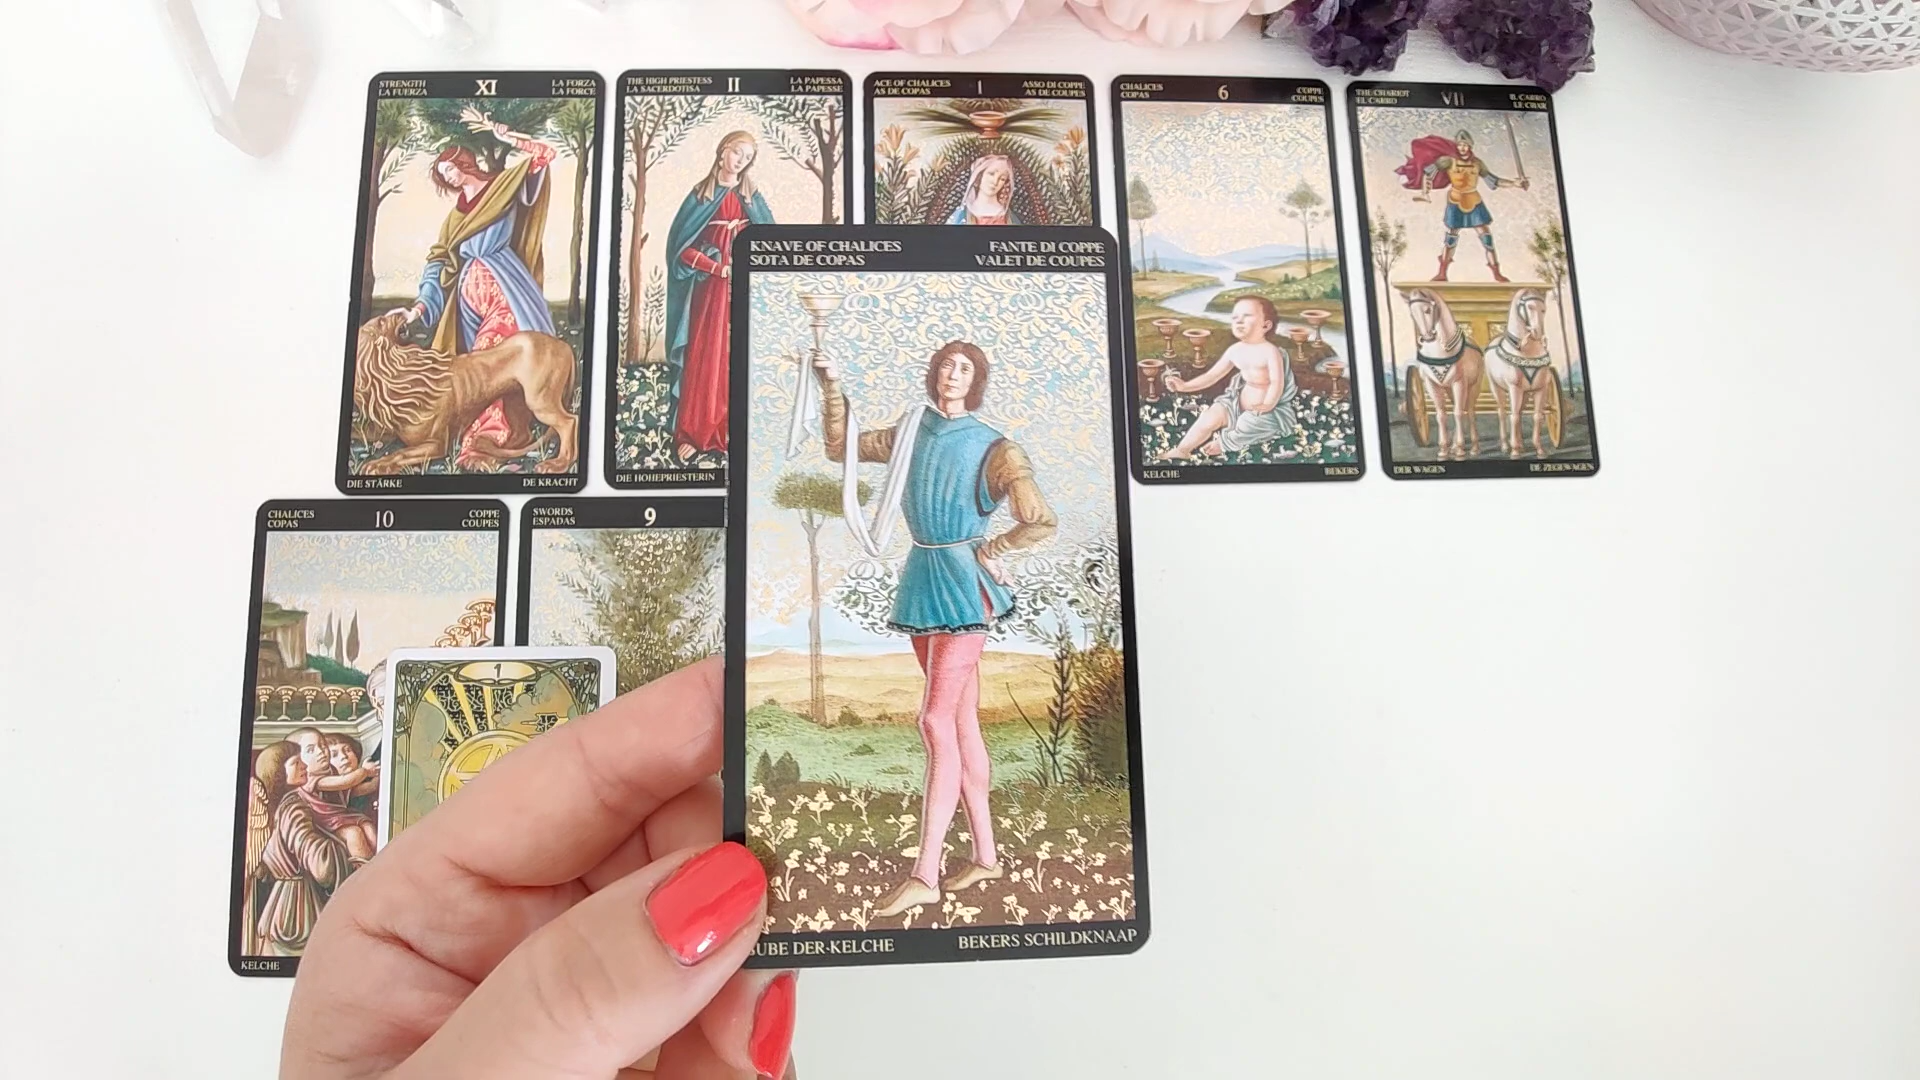 STRENGTH
LA FUERZA
XI
LA FORZA
LA FORCE
DIE STÄRKE
DE KRACHT
THE HIGH PRIESTESS
LA SACERDOTISA
II
LA PAPESSA
LA PAPESSE
DIE HOHEPRIESTERIN
ACE OF CHALICES
AS DE COPAS
1
ASSO DI COPPE
AS DE COUPES
CHALICES
COPAS
6
COPPE
COUPES
KELCHE
BEKERS
THE CHARIOT
EL CARRO
VII
IL CARRO
LE CHAR
DER WAGEN
DE ZEGEWAGEN
KNAVE OF CHALICES
SOTA DE COPAS
FANTE DI COPPE
VALET DE COUPES
BUBE DER-KELCHE
BEKERS SCHILDKNAAP
CHALICES
COPAS
10
COPPE
COUPES
KELCHE
SWORDS
ESPADAS
9
1